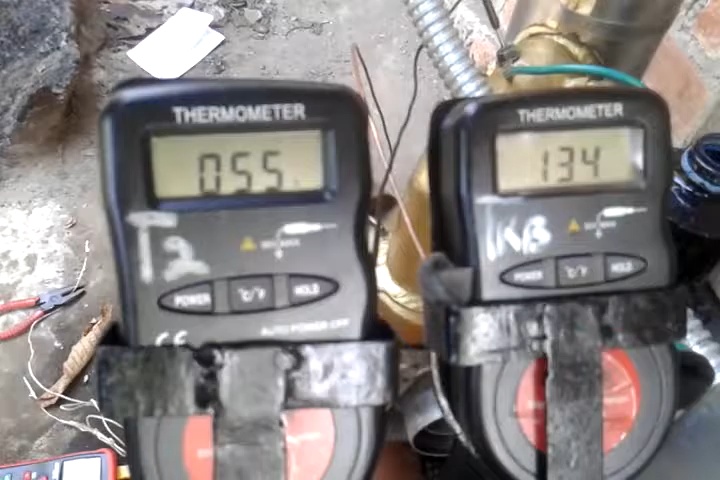 THERMOMETER
055
T2
POWER
°C/°F
HOLD
AUTO POWER OFF
THERMOMETER
134
POWER
°C/°F
HOLD